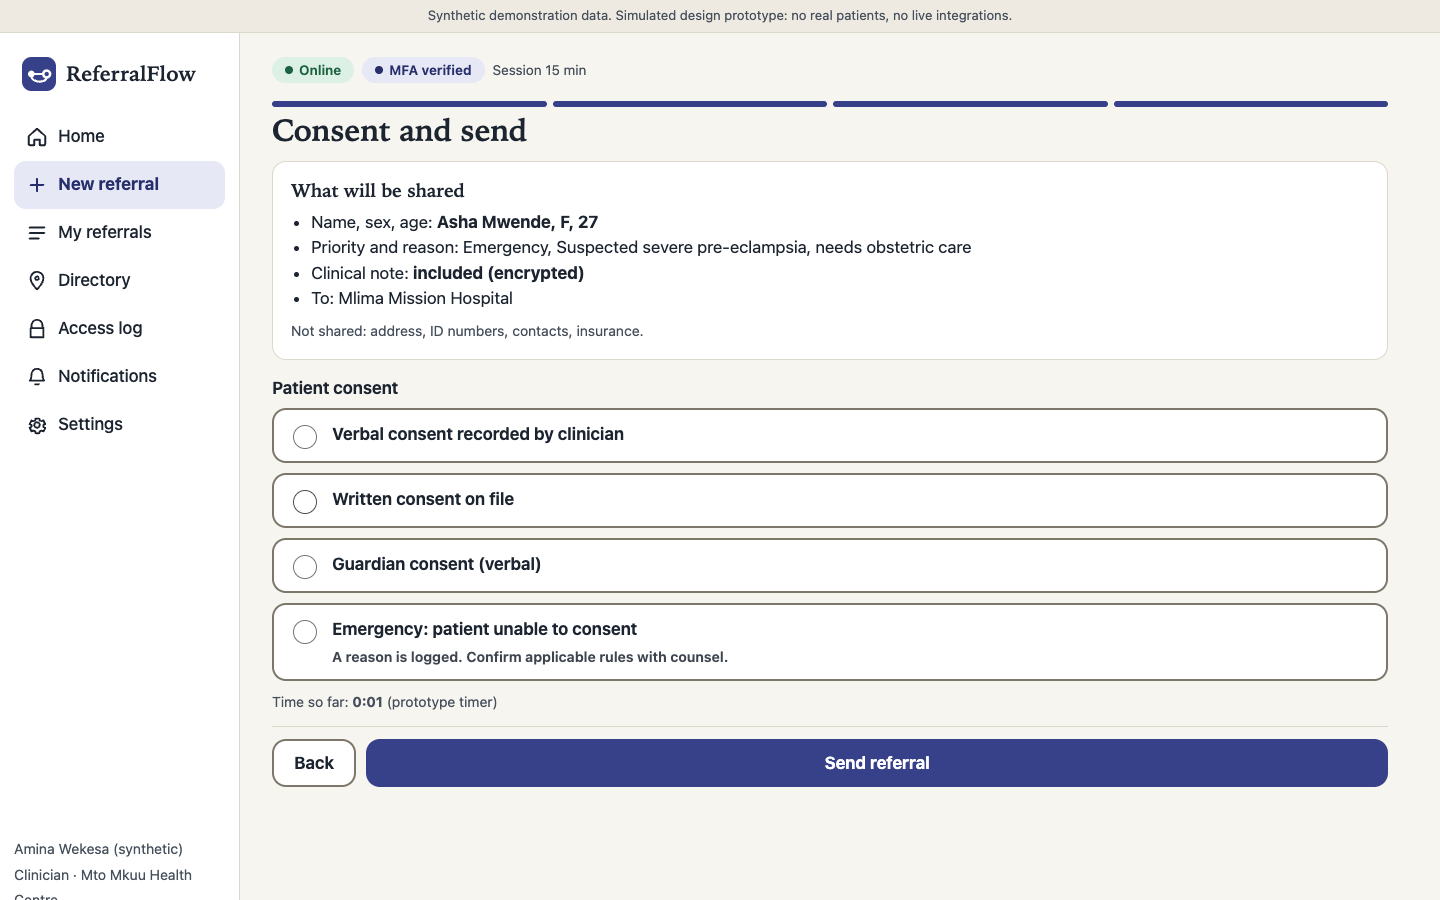 Synthetic demonstration data. Simulated design prototype: no real patients, no live integrations.
ReferralFlow
Home
New referral
My referrals
Directory
Access log
Notifications
Settings
Amina Wekesa (synthetic)
Clinician · Mto Mkuu Health
Centre
Online
MFA verified
Session 15 min
Consent and send
What will be shared
• Name, sex, age: Asha Mwende, F, 27
• Priority and reason: Emergency, Suspected severe pre-eclampsia, needs obstetric care
• Clinical note: included (encrypted)
• To: Mlima Mission Hospital
Not shared: address, ID numbers, contacts, insurance.
Patient consent
Verbal consent recorded by clinician
Written consent on file
Guardian consent (verbal)
Emergency: patient unable to consent
A reason is logged. Confirm applicable rules with counsel.
Time so far: 0:01 (prototype timer)
Back
Send referral